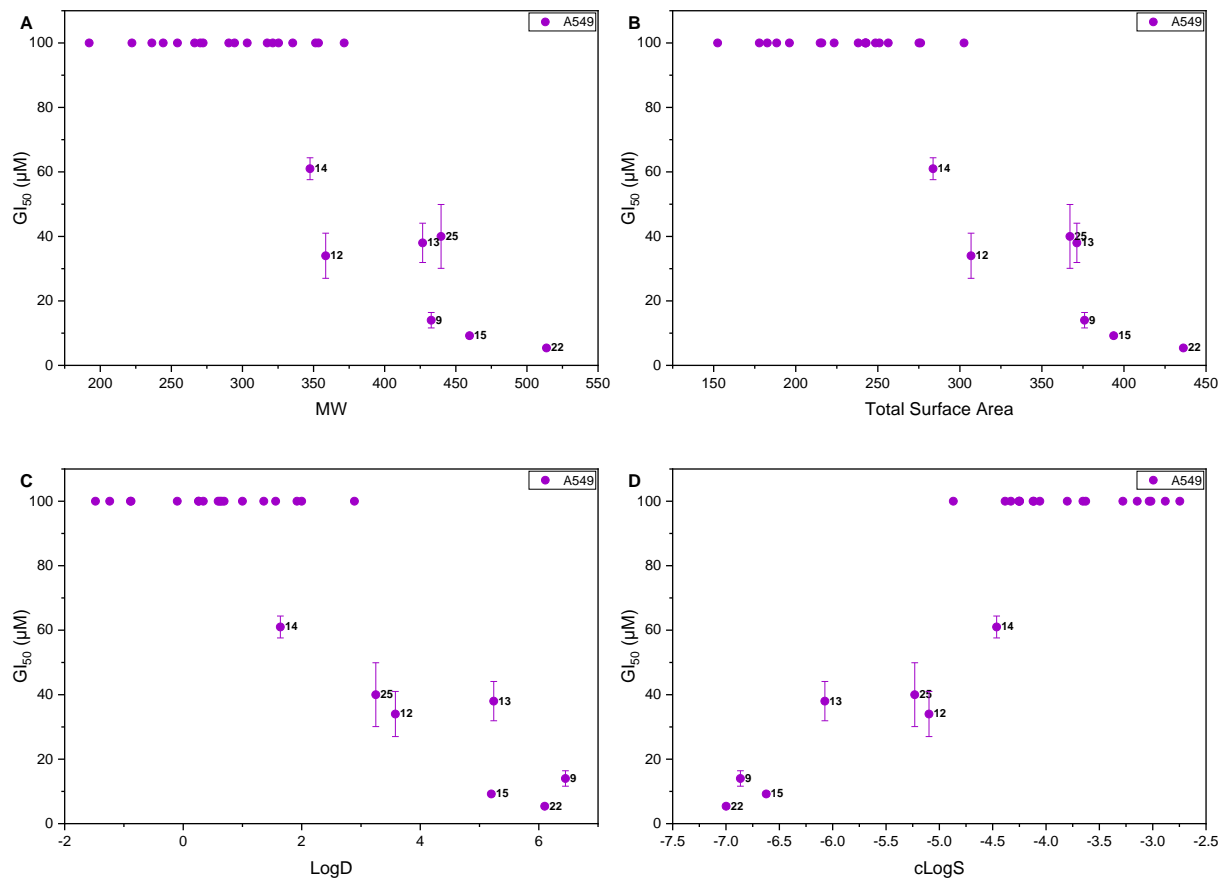 A
A549
100
80
60
40
20
0
GI50 (μM)
14
12
13
25
9
15
22
200 250 300 350 400 450 500 550
MW
B
A549
100
80
60
40
20
0
GI50 (μM)
14
12
25
13
9
15
22
150 200 250 300 350 400 450
Total Surface Area
C
A549
100
80
60
40
20
0
GI50 (μM)
14
25
12
13
9
15
22
-2 0 2 4 6
LogD
D
A549
100
80
60
40
20
0
GI50 (μM)
14
13
25
12
9
15
22
-7.5 -7.0 -6.5 -6.0 -5.5 -5.0 -4.5 -4.0 -3.5 -3.0 -2.5
cLogS